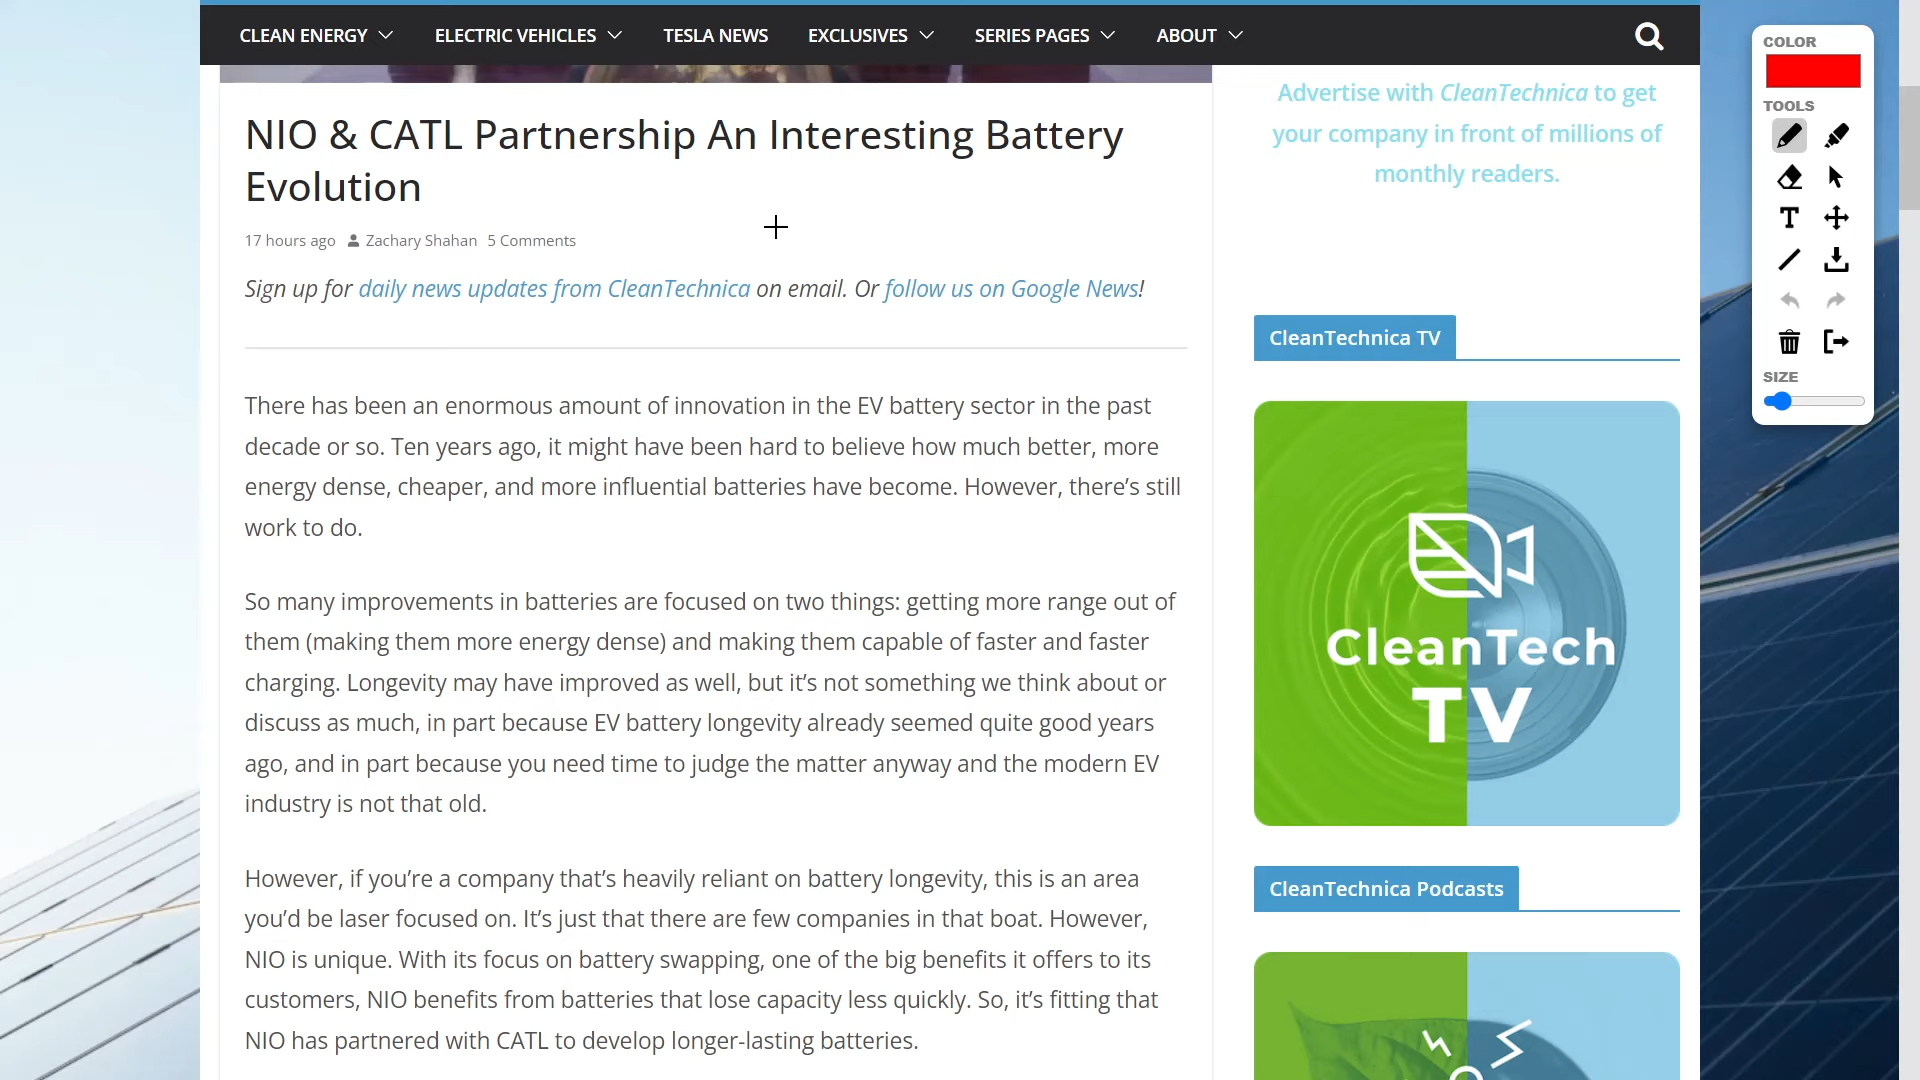 CLEAN ENERGY ELECTRIC VEHICLES TESLA NEWS EXCLUSIVES SERIES PAGES ABOUT
NIO & CATL Partnership An Interesting Battery
Evolution
17 hours ago Zachary Shahan 5 Comments
Sign up for daily news updates from CleanTechnica on email. Or follow us on Google News!
There has been an enormous amount of innovation in the EV battery sector in the past
decade or so. Ten years ago, it might have been hard to believe how much better, more
energy dense, cheaper, and more influential batteries have become. However, there’s still
work to do.
So many improvements in batteries are focused on two things: getting more range out of
them (making them more energy dense) and making them capable of faster and faster
charging. Longevity may have improved as well, but it’s not something we think about or
discuss as much, in part because EV battery longevity already seemed quite good years
ago, and in part because you need time to judge the matter anyway and the modern EV
industry is not that old.
However, if you’re a company that’s heavily reliant on battery longevity, this is an area
you’d be laser focused on. It’s just that there are few companies in that boat. However,
NIO is unique. With its focus on battery swapping, one of the big benefits it offers to its
customers, NIO benefits from batteries that lose capacity less quickly. So, it’s fitting that
NIO has partnered with CATL to develop longer-lasting batteries.
Advertise with CleanTechnica to get
your company in front of millions of
monthly readers.
CleanTechnica TV
CleanTech
TV
CleanTechnica Podcasts
COLOR
TOOLS
T
SIZE